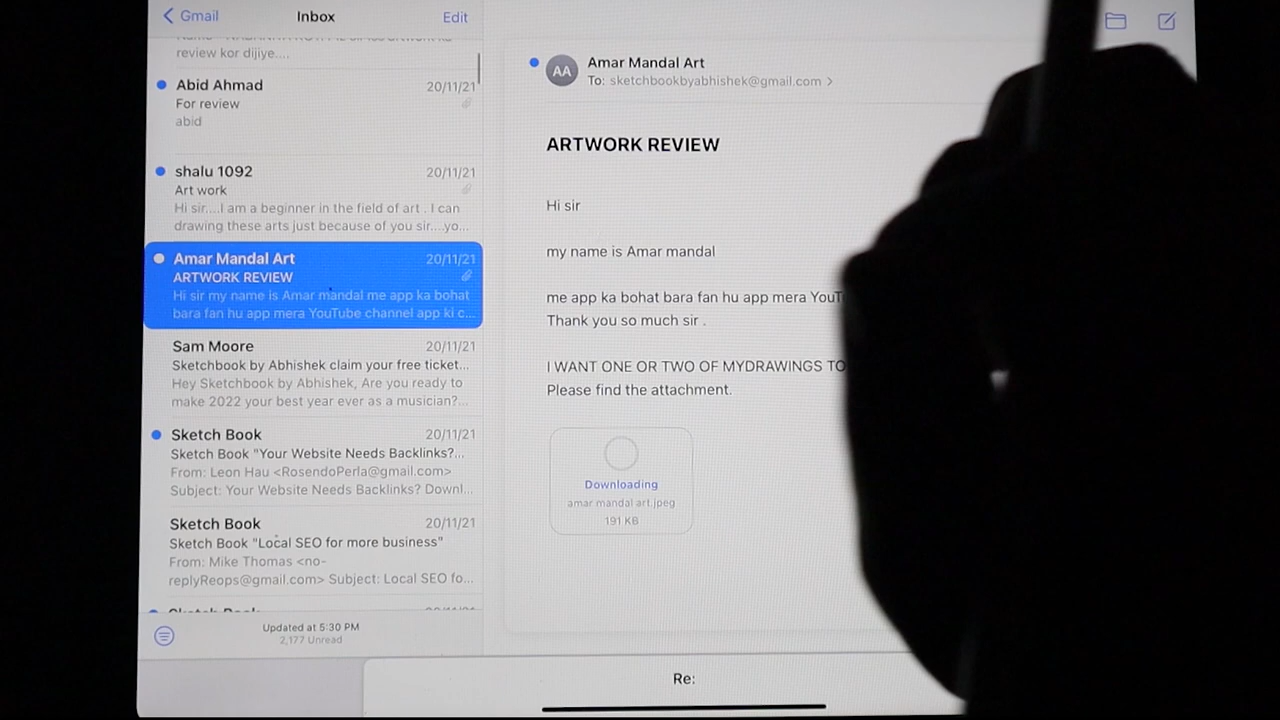 Gmail
Inbox
Edit
review kor dijiye....
Abid Ahmad
20/11/21
For review
abid
shalu 1092
20/11/21
Art work
Hi sir....I am a beginner in the field of art . I can
drawing these arts just because of you sir....yo...
Amar Mandal Art
20/11/21
ARTWORK REVIEW
Hi sir my name is Amar mandal me app ka bohat
bara fan hu app mera YouTube channel app ki c...
Sam Moore
20/11/21
Sketchbook by Abhishek claim your free ticket...
Hey Sketchbook by Abhishek, Are you ready to
make 2022 your best year ever as a musician?...
Sketch Book
20/11/21
Sketch Book "Your Website Needs Backlinks?...
From: Leon Hau <RosendoPerla@gmail.com>
Subject: Your Website Needs Backlinks? Downl...
Sketch Book
20/11/21
Sketch Book "Local SEO for more business"
From: Mike Thomas <no-
replyReops@gmail.com> Subject: Local SEO fo...
Updated at 5:30 PM
2,177 Unread
AA
Amar Mandal Art
To: sketchbookbyabhishek@gmail.com
ARTWORK REVIEW
Hi sir
my name is Amar mandal
me app ka bohat bara fan hu app mera
Thank you so much sir .
I WANT ONE OR TWO OF MYDRAWINGS TO
Please find the attachment.
Downloading
amar mandal art.jpeg
191 KB
Re: